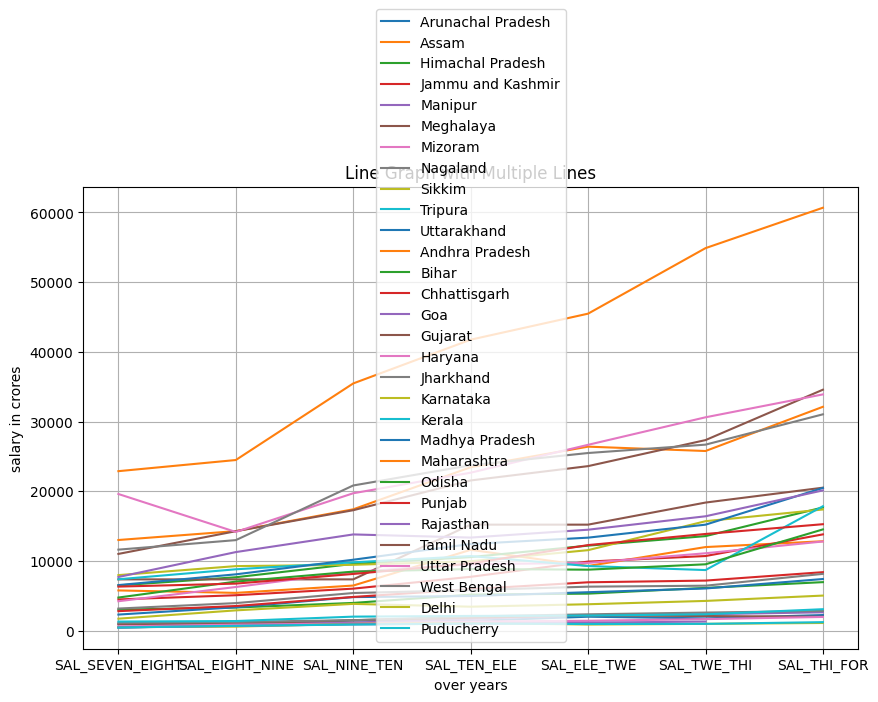 Arunachal Pradesh
Assam
Himachal Pradesh
Jammu and Kashmir
Manipur
Meghalaya
Mizoram
Nagaland
Line Graph with Multiple Lines
Sikkim
Tripura
Uttarakhand
Andhra Pradesh
Bihar
Chhattisgarh
Goa
Gujarat
Haryana
Jharkhand
Karnataka
Kerala
Madhya Pradesh
Maharashtra
Odisha
Punjab
Rajasthan
Tamil Nadu
Uttar Pradesh
West Bengal
Delhi
Puducherry
60000
50000
40000
30000
20000
10000
0
salary in crores
SAL_SEVEN_EIGHT SAL_EIGHT_NINE SAL_NINE_TEN SAL_TEN_ELE SAL_ELE_TWE SAL_TWE_THI SAL_THI_FOR
over years